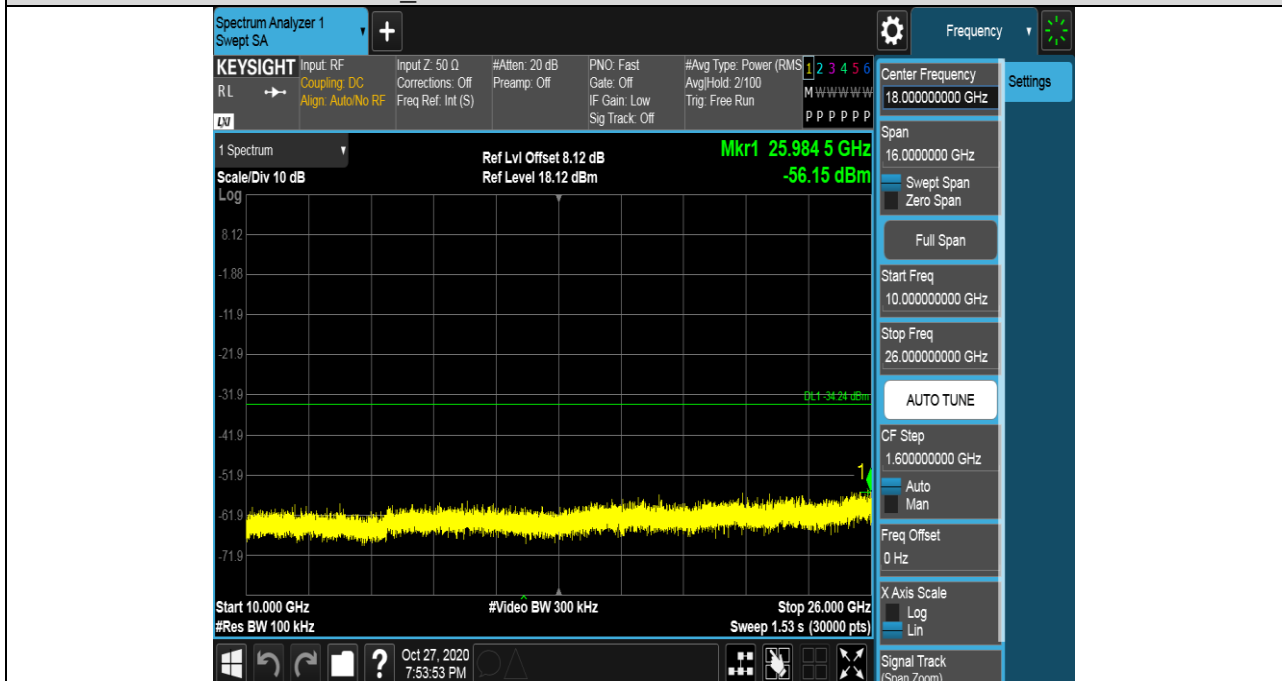 Spectrum Analyzer 1
Swept SA
+
Frequency
KEYSIGHT
RL
LXI
Input: RF
Coupling: DC
Align: Auto/No RF
Input Z: 50 Ω
Corrections: Off
Freq Ref: Int (S)
#Atten: 20 dB
Preamp: Off
PNO: Fast
Gate: Off
IF Gain: Low
Sig Track: Off
#Avg Type: Power (RMS
Avg|Hold: 2/100
Trig: Free Run
1 2 3 4 5 6
M W W W W W
P P P P P P
Center Frequency
18.000000000 GHz
Settings
1 Spectrum
Scale/Div 10 dB
Ref Lvl Offset 8.12 dB
Ref Level 18.12 dBm
Mkr1 25.984 5 GHz
-56.15 dBm
Span
16.0000000 GHz
Swept Span
Zero Span
Full Span
Start Freq
10.000000000 GHz
Stop Freq
26.000000000 GHz
AUTO TUNE
CF Step
1.600000000 GHz
Auto
Man
Freq Offset
0 Hz
X Axis Scale
Log
Lin
Signal Track
(Span Zoom)
Log
8.12
-1.88
-11.9
-21.9
-31.9
DL1 -34.24 dBm
-41.9
-51.9
1
-61.9
-71.9
Start 10.000 GHz
#Res BW 100 kHz
#Video BW 300 kHz
Stop 26.000 GHz
Sweep 1.53 s (30000 pts)
?
Oct 27, 2020
7:53:53 PM